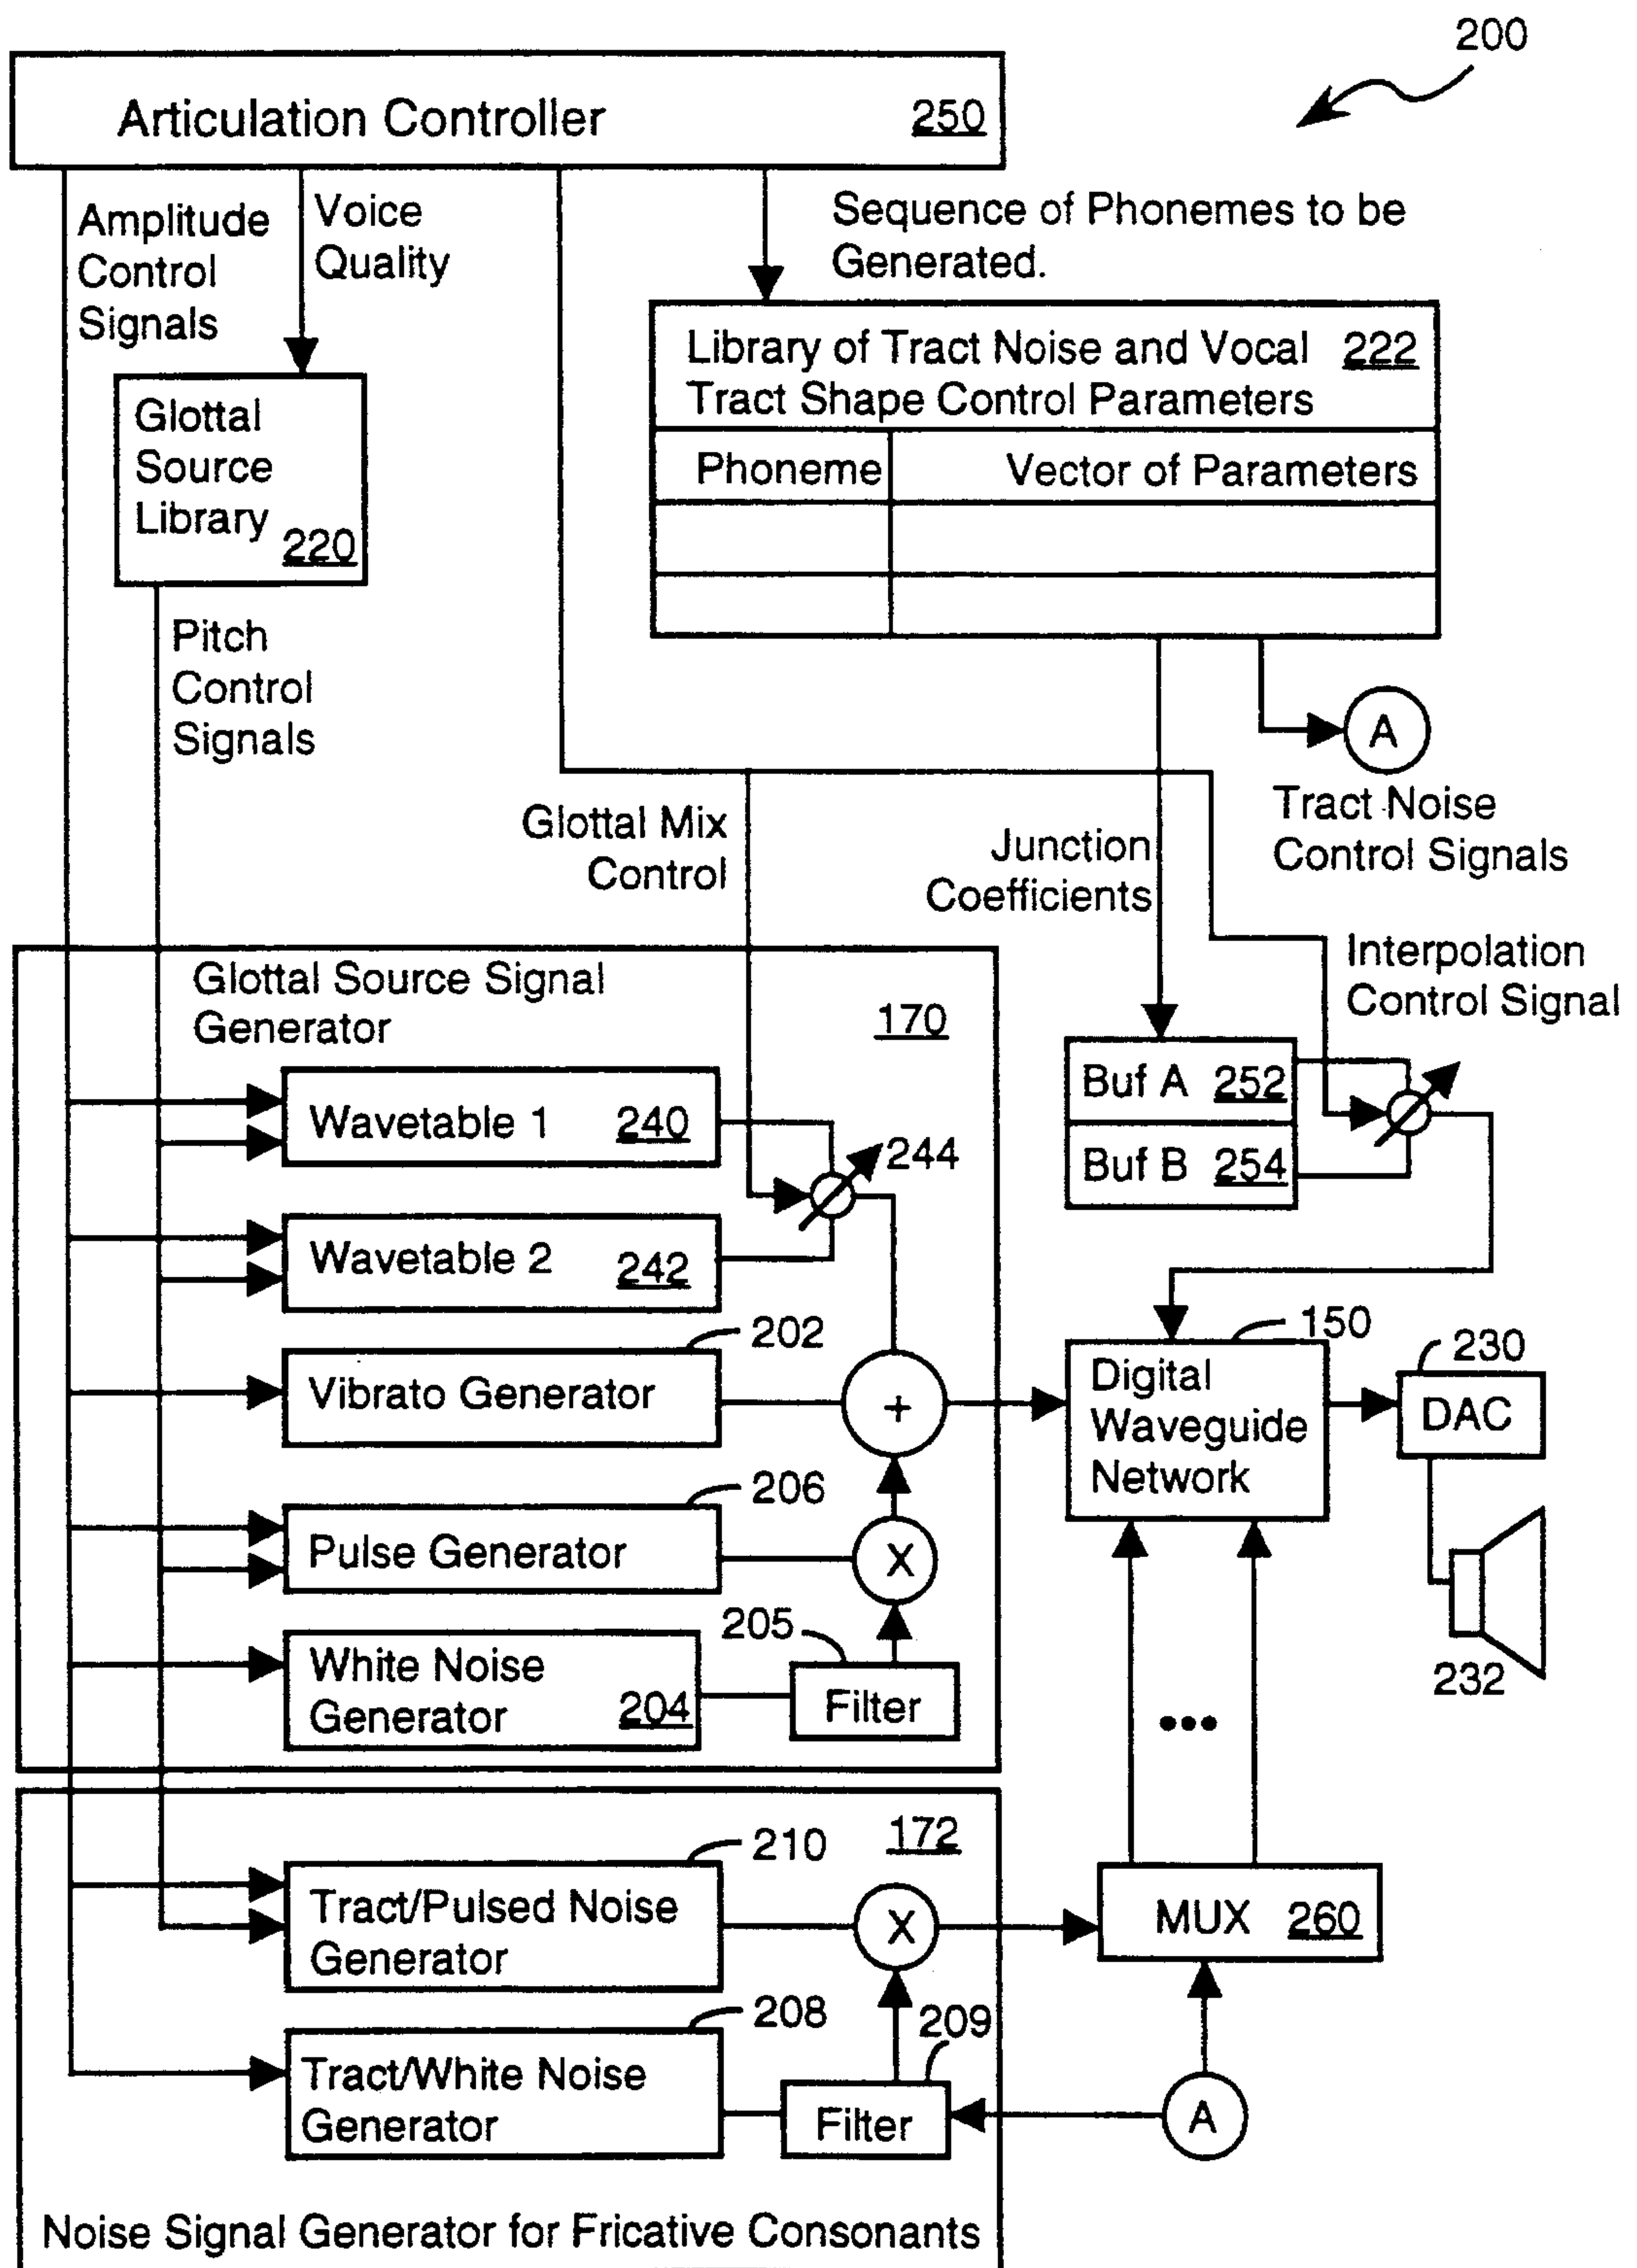 200
Articulation Controller 250
Amplitude
Control
Signals
Voice
Quality
Sequence of Phonemes to be
Generated.
Glottal
Source
Library
220
Library of Tract Noise and Vocal 222
Tract Shape Control Parameters
Phoneme Vector of Parameters
Pitch
Control
Signals
A
Tract Noise
Control Signals
Glottal Mix
Control
Junction
Coefficients
Interpolation
Control Signal
Glottal Source Signal
Generator
170
Buf A 252
Buf B 254
Wavetable 1 240
244
Wavetable 2 242
202
Vibrato Generator
+
150
Digital
Waveguide
Network
230
DAC
206
Pulse Generator
X
232
205
White Noise
Generator 204
Filter
•••
172
210
Tract/Pulsed Noise
Generator
X
MUX 260
208
209
Tract/White Noise
Generator
Filter
A
Noise Signal Generator for Fricative Consonants